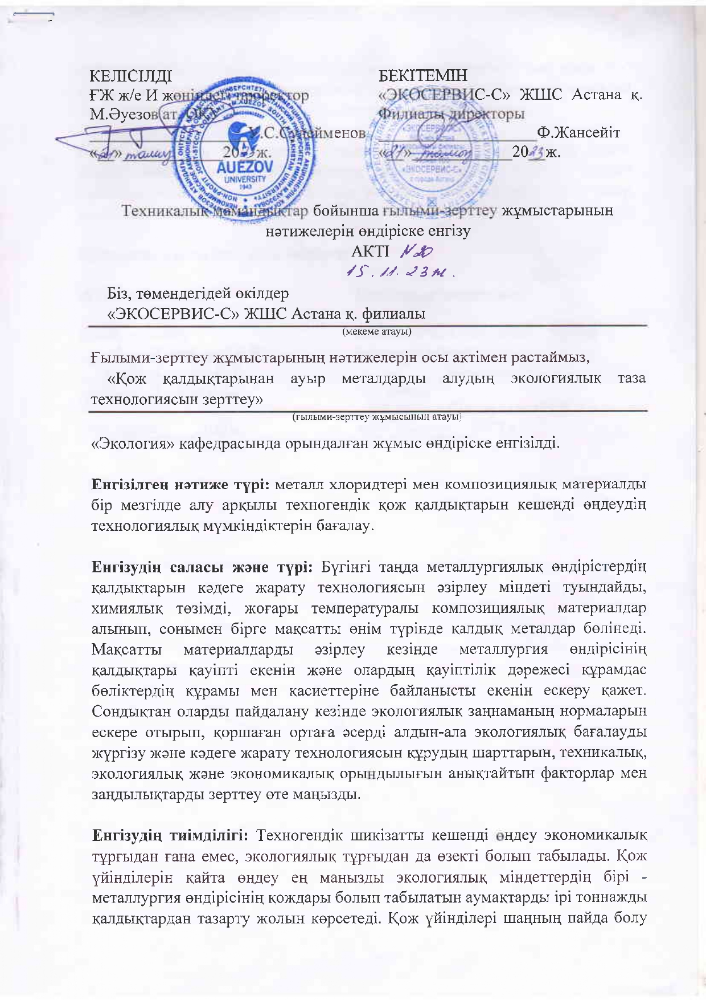 КЕЛІСІЛДІ
ҒЖ ж/е И жөніндегі проректор
М.Әуезов ат. ОҚУ
У.С.Сулейменов
«21» тамыз 2023 ж.
БЕКІТЕМІН
«ЭКОСЕРВИС-С» ЖШС Астана қ.
Филиалы директоры
Ф.Жансейіт
«21» тамыз 2023 ж.
AUEZOV
UNIVERSITY
1943
«ЭКОСЕРВИС-С»
Техникалық мамандықтар бойынша ғылыми-зерттеу жұмыстарының
нәтижелерін өндіріске енгізу
АКТІ №20
15.11.23ж.
Біз, төмендегідей өкілдер
«ЭКОСЕРВИС-С» ЖШС Астана қ. филиалы
(мекеме атауы)
Ғылыми-зерттеу жұмыстарының нәтижелерін осы актімен растаймыз,
«Қож қалдықтарынан ауыр металдарды алудың экологиялық таза
технологиясын зерттеу»
(ғылыми-зерттеу жұмысының атауы)
«Экология» кафедрасында орындалған жұмыс өндіріске енгізілді.
Енгізілген нәтиже түрі: металл хлоридтері мен композициялық материалды
бір мезгілде алу арқылы техногендік қож қалдықтарын кешенді өңдеудің
технологиялық мүмкіндіктерін бағалау.
Енгізудің саласы және түрі: Бүгінгі таңда металлургиялық өндірістердің
қалдықтарын кәдеге жарату технологиясын әзірлеу міндеті туындайды,
химиялық төзімді, жоғары температуралы композициялық материалдар
алынып, сонымен бірге мақсатты өнім түрінде қалдық металдар бөлінеді.
Мақсатты материалдарды әзірлеу кезінде металлургия өндірісінің
қалдықтары қауіпті екенін және олардың қауіптілік дәрежесі құрамдас
бөліктердің құрамы мен қасиеттеріне байланысты екенін ескеру қажет.
Сондықтан оларды пайдалану кезінде экологиялық заңнаманың нормаларын
ескере отырып, қоршаған ортаға әсерді алдын-ала экологиялық бағалауды
жүргізу және кәдеге жарату технологиясын құрудың шарттарын, техникалық,
экологиялық және экономикалық орындылығын анықтайтын факторлар мен
заңдылықтарды зерттеу өте маңызды.
Енгізудің тиімділігі: Техногендік шикізатты кешенді өңдеу экономикалық
тұрғыдан ғана емес, экологиялық тұрғыдан да өзекті болып табылады. Қож
үйінділерін қайта өңдеу ең маңызды экологиялық міндеттердің бірі -
металлургия өндірісінің қождары болып табылатын аумақтарды ірі тоннажды
қалдықтардан тазарту жолын көрсетеді. Қож үйінділері шаңның пайда болу